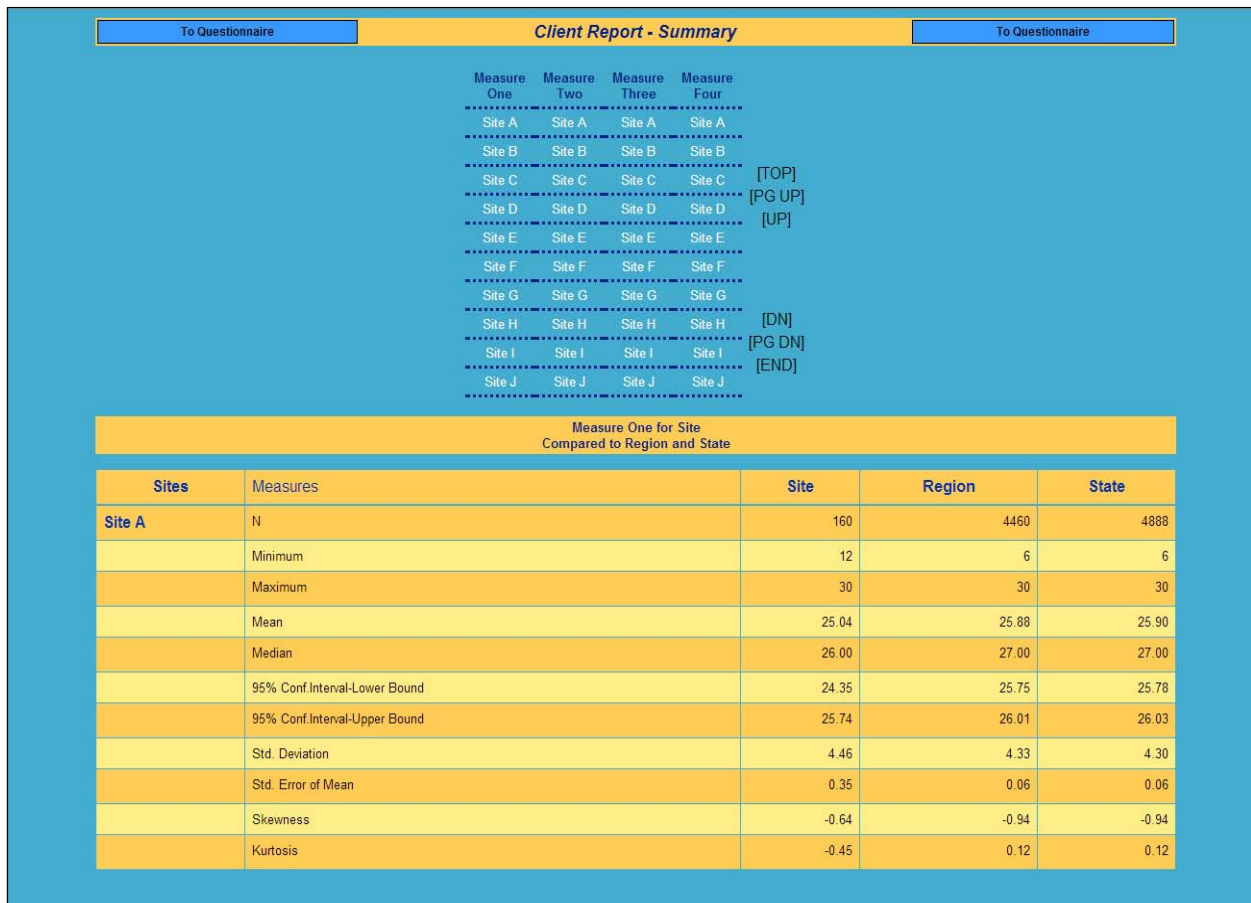 To Questionnaire Client Report - Summary To Questionnaire
Measure One Measure Two Measure Three Measure Four
Site A Site A Site A Site A
Site B Site B Site B Site B
Site C Site C Site C Site C [TOP]
[PG UP]
Site D Site D Site D Site D [UP]
Site E Site E Site E Site E
Site F Site F Site F Site F
Site G Site G Site G Site G
Site H Site H Site H Site H [DN]
[PG DN]
Site I Site I Site I Site I [END]
Site J Site J Site J Site J
Measure One for Site
Compared to Region and State
Sites Measures Site Region State
Site A N 160 4460 4888
Minimum 12 6 6
Maximum 30 30 30
Mean 25.04 25.88 25.90
Median 26.00 27.00 27.00
95% Conf.Interval-Lower Bound 24.35 25.75 25.78
95% Conf.Interval-Upper Bound 25.74 26.01 26.03
Std. Deviation 4.46 4.33 4.30
Std. Error of Mean 0.35 0.06 0.06
Skewness -0.64 -0.94 -0.94
Kurtosis -0.45 0.12 0.12